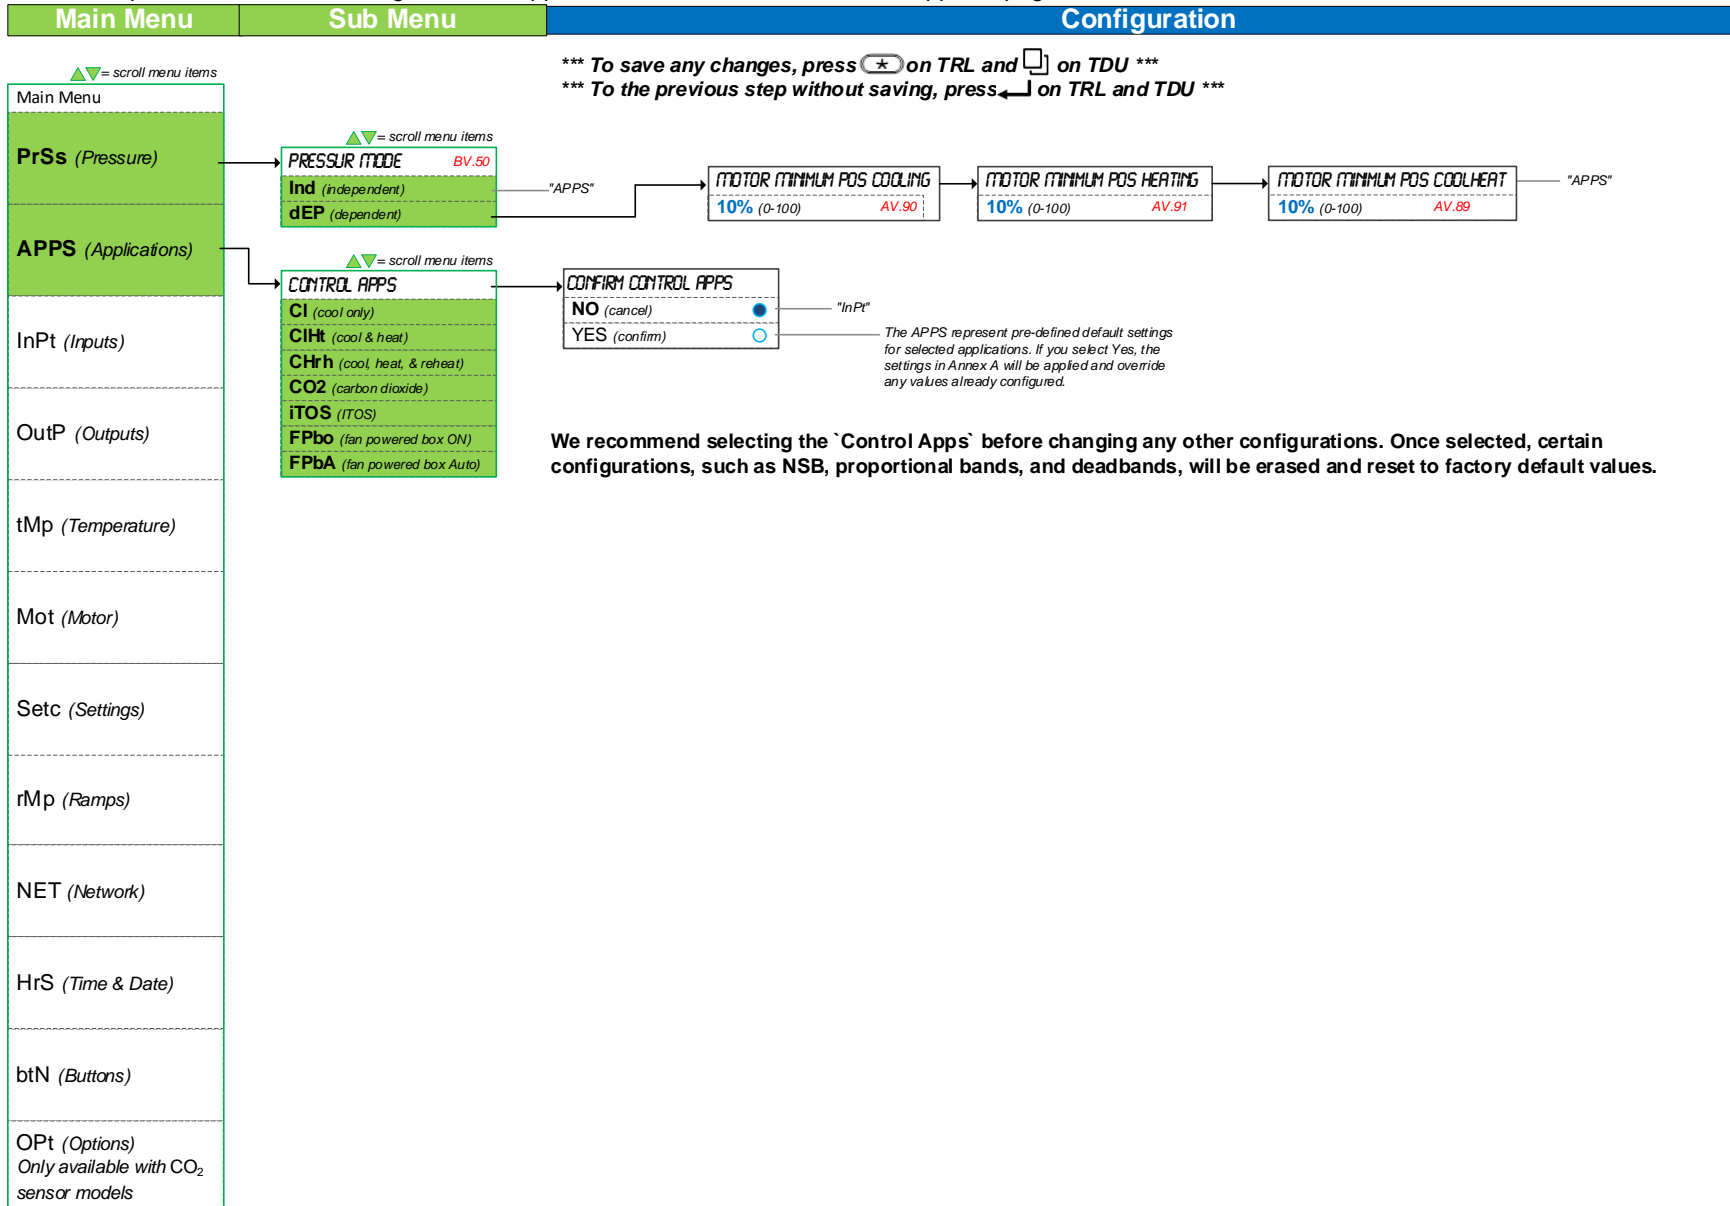 Main Menu
Sub Menu
Configuration
= scroll menu items
*** To save any changes, press on TRL and on TDU ***
*** To the previous step without saving, press on TRL and TDU ***
Main Menu
PrSs (Pressure)
APPS (Applications)
InPt (Inputs)
OutP (Outputs)
tMp (Temperature)
Mot (Motor)
Setc (Settings)
rMp (Ramps)
NET (Network)
HrS (Time & Date)
btN (Buttons)
OPt (Options)
Only available with CO₂
sensor models
= scroll menu items
PRESSUR MODE BV.50
Ind (independent)
dEP (dependent)
"APPS"
MOTOR MINIMUM POS COOLING
10% (0-100) AV.90
MOTOR MINIMUM POS HEATING
10% (0-100) AV.91
MOTOR MINIMUM POS COOLHEAT
10% (0-100) AV.89
"APPS"
= scroll menu items
CONTROL APPS
Cl (cool only)
ClHt (cool & heat)
CHrh (cool, heat, & reheat)
CO2 (carbon dioxide)
iTOS (ITOS)
FPbo (fan powered box ON)
FPbA (fan powered box Auto)
CONFIRM CONTROL APPS
NO (cancel)
YES (confirm)
"InPt"
The APPS represent pre-defined default settings
for selected applications. If you select Yes, the
settings in Annex A will be applied and override
any values already configured.
We recommend selecting the `Control Apps` before changing any other configurations. Once selected, certain
configurations, such as NSB, proportional bands, and deadbands, will be erased and reset to factory default values.